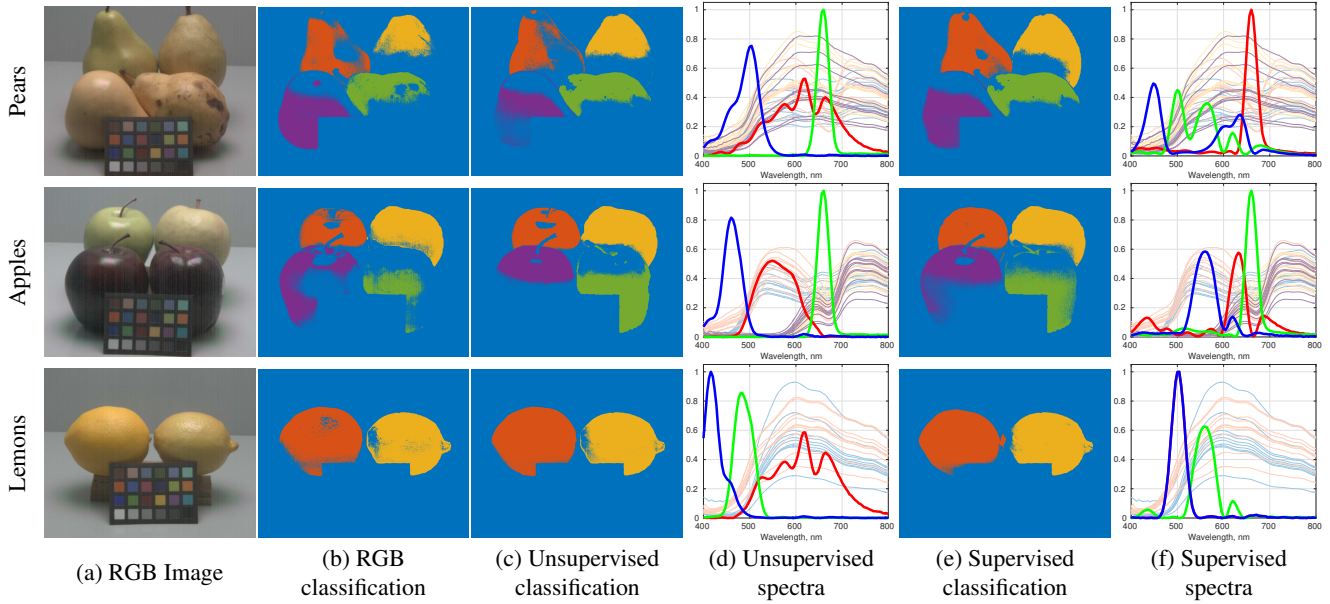 Pears
1
0.8
0.6
0.4
0.2
0
400 500 600 700 800
Wavelength, nm
1
0.8
0.6
0.4
0.2
0
400 500 600 700 800
Wavelength, nm
Apples
1
0.8
0.6
0.4
0.2
0
400 500 600 700 800
Wavelength, nm
1
0.8
0.6
0.4
0.2
0
400 500 600 700 800
Wavelength, nm
Lemons
1
0.8
0.6
0.4
0.2
0
400 500 600 700 800
Wavelength, nm
1
0.8
0.6
0.4
0.2
0
400 500 600 700 800
Wavelength, nm
(a) RGB Image
(b) RGB
classification
(c) Unsupervised
classification
(d) Unsupervised
spectra
(e) Supervised
classification
(f) Supervised
spectra